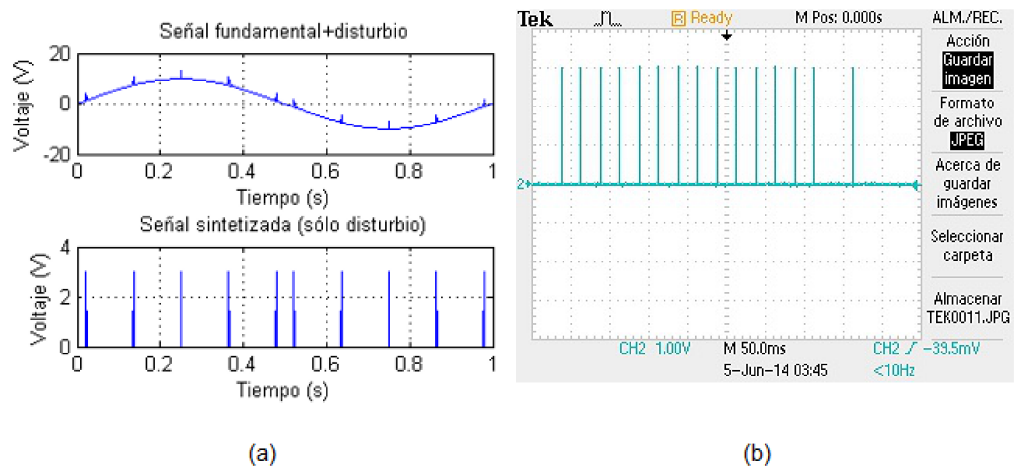 Señal fundamental+disturbio
Voltaje (V)
20
0
-20
0 0.2 0.4 0.6 0.8 1
Tiempo (s)
Señal sintetizada (sólo disturbio)
Voltaje (V)
4
2
0
0 0.2 0.4 0.6 0.8 1
Tiempo (s)
(a)
Tek R Ready M Pos: 0.000s ALM./REC.
Acción
Guardar
imagen
Formato
de archivo
JPEG
Acerca de
guardar
imágenes
Seleccionar
carpeta
Almacenar
TEK0011.JPG
2
CH2 1.00V M 50.0ms CH2 -39.5mV
5-Jun-14 03:45 <10Hz
(b)